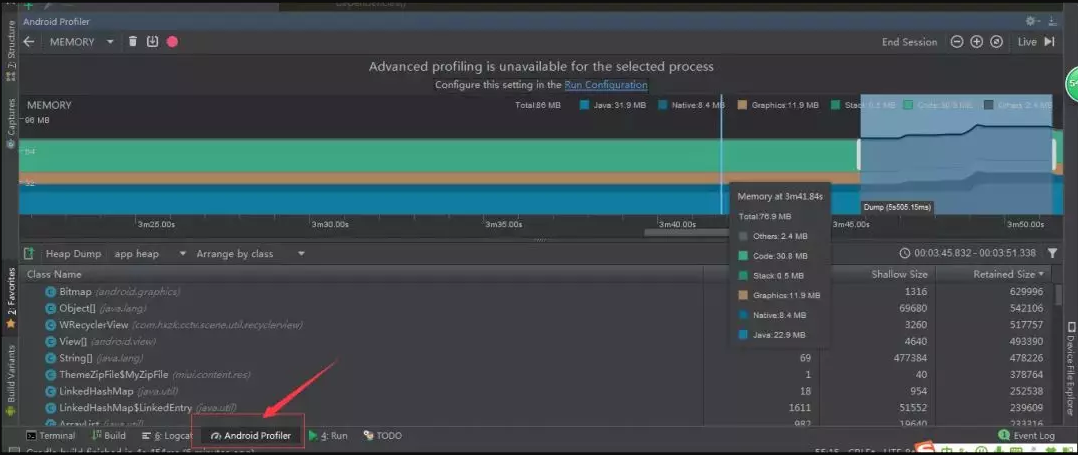 Android Profiler
MEMORY
End Session
Live
Advanced profiling is unavailable for the selected process
Configure this setting in the Run Configuration
MEMORY
Total:86 MB
Java:31.9 MB
Native:8.4 MB
Graphics:11.9 MB
Stack:0.5 MB
Code:30.8 MB
Others:2.4 MB
96 MB
64
32
Memory at 3m41.84s
Total:76.9 MB
Others: 2.4 MB
Code: 30.8 MB
Stack:0.5 MB
Graphics:11.9 MB
Native:8.4 MB
Java:22.9 MB
Dump (5s505.15ms)
3m25.00s
3m30.00s
3m35.00s
3m40.00s
3m45.00s
3m50.00s
Heap Dump
app heap
Arrange by class
00:03:45.832 - 00:03:51.338
Class Name
Shallow Size
Retained Size
Bitmap (android.graphics)
1316
629996
Object[] (java.lang)
69680
542106
WRecyclerView (com.hxzk.cctv.scene.util.recyclerview)
3260
517757
View[] (android.view)
4640
493390
String[] (java.lang)
69
477384
478226
ThemeZipFile$MyZipFile (miui.content.res)
1
40
378764
LinkedHashMap (java.util)
18
954
252538
LinkedHashMap$LinkedEntry (java.util)
1611
51552
239609
ArrayList (java.util)
982
19640
233316
Terminal
Build
6: Logcat
Android Profiler
4: Run
TODO
Event Log
Z: Structure
Captures
2: Favorites
Build Variants
Device File Explorer
55:15